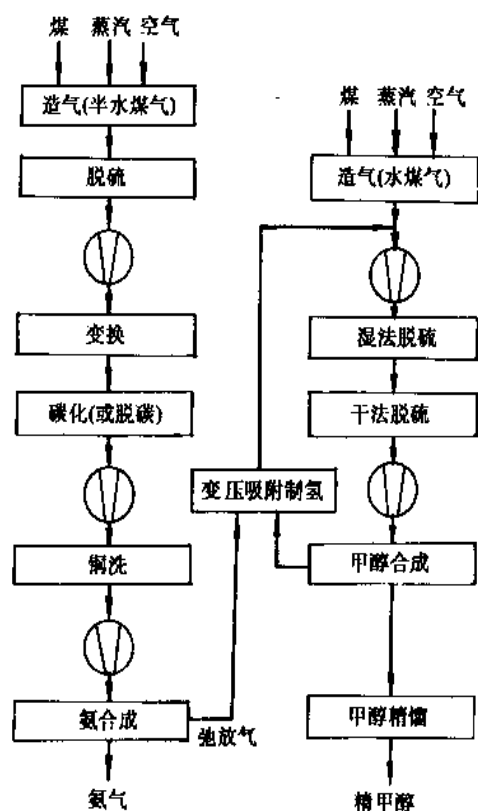 煤 蒸汽 空气
造气(半水煤气)
脱硫
变换
碳化(或脱碳)
铜洗
氨合成
弛放气
氨气
变压吸附制氢
煤 蒸汽 空气
造气(水煤气)
湿法脱硫
干法脱硫
甲醇合成
甲醇精馏
精甲醇